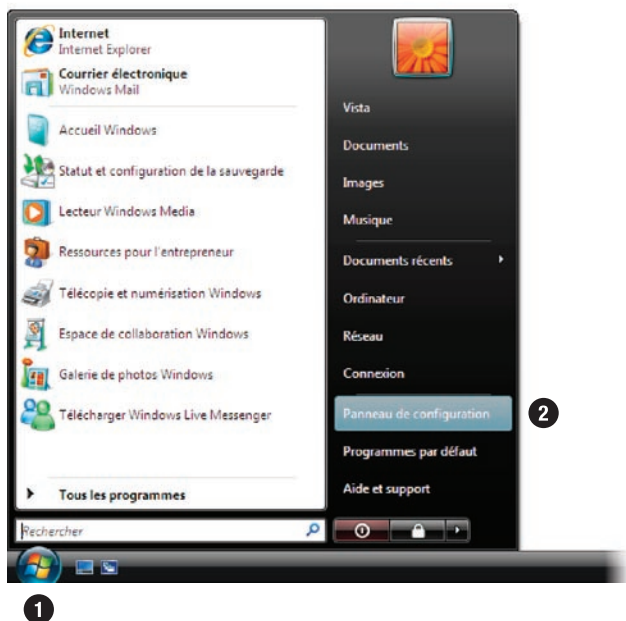 Internet
Internet Explorer
Courrier électronique
Windows Mail
Accueil Windows
Statut et configuration de la sauvegarde
Lecteur Windows Media
Ressources pour l'entrepreneur
Télécopie et numérisation Windows
Espace de collaboration Windows
Galerie de photos Windows
Télécharger Windows Live Messenger
Tous les programmes
Rechercher
Vista
Documents
Images
Musique
Documents récents
Ordinateur
Réseau
Connexion
Panneau de configuration
2
Programmes par défaut
Aide et support
1